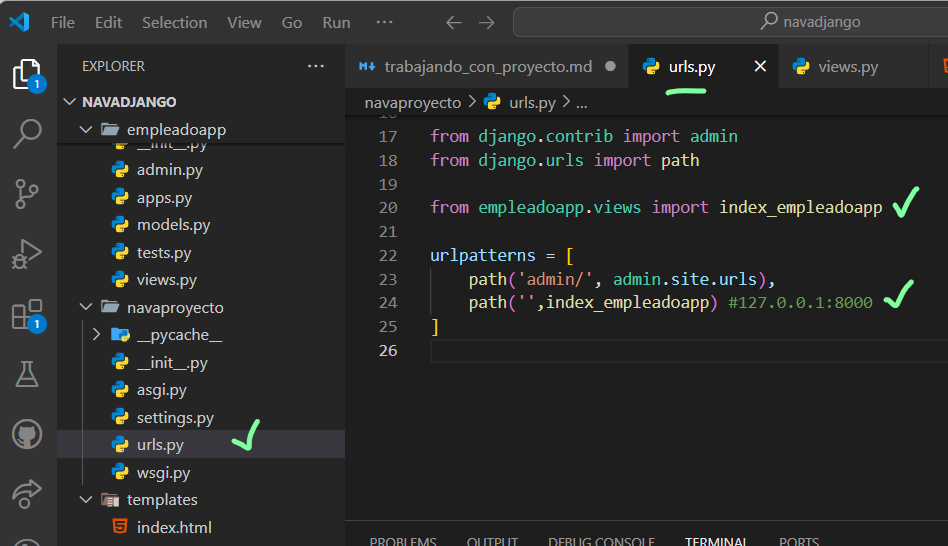 File Edit Selection View Go Run ··· navadjango
EXPLORER ···
NAVADJANGO
empleadoapp
__init__.py
admin.py
apps.py
models.py
tests.py
views.py
navaproyecto
__pycache__
__init__.py
asgi.py
settings.py
urls.py
wsgi.py
templates
index.html
1
1
trabajando_con_proyecto.md urls.py views.py
navaproyecto > urls.py > ...
16
17 from django.contrib import admin
18 from django.urls import path
19
20 from empleadoapp.views import index_empleadoapp
21
22 urlpatterns = [
23 path('admin/', admin.site.urls),
24 path('',index_empleadoapp) #127.0.0.1:8000
25 ]
26
PROBLEMS OUTPUT DEBUG CONSOLE TERMINAL PORTS